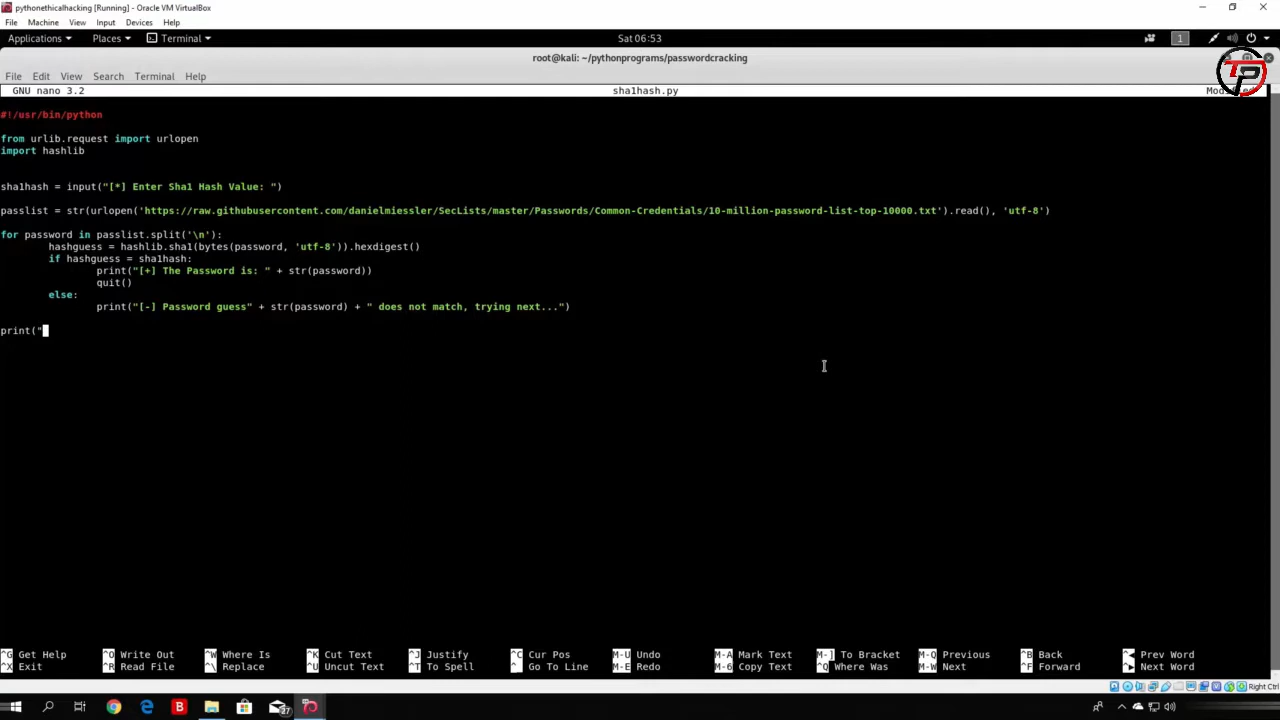 pythonethicalhacking [Running] - Oracle VM VirtualBox
File Machine View Input Devices Help
Applications Places Terminal Sat 06:53 1
root@kali: ~/pythonprograms/passwordcracking
TP
File Edit View Search Terminal Help
GNU nano 3.2 sha1hash.py
#!/usr/bin/python
from urlib.request import urlopen
import hashlib
sha1hash = input("[*] Enter Sha1 Hash Value: ")
passlist = str(urlopen('https://raw.githubusercontent.com/danielmiessler/SecLists/master/Passwords/Common-Credentials/10-million-password-list-top-10000.txt').read(), 'utf-8')
for password in passlist.split('\n'):
hashguess = hashlib.sha1(bytes(password, 'utf-8')).hexdigest()
if hashguess = sha1hash:
print("[+] The Password is: " + str(password))
quit()
else:
print("[-] Password guess" + str(password) + " does not match, trying next...")
print("
^G Get Help ^O Write Out ^W Where Is ^K Cut Text ^J Justify ^C Cur Pos M-U Undo M-A Mark Text M-] To Bracket M-Q Previous ^B Back Prev Word
^X Exit ^R Read File ^\ Replace ^U Uncut Text ^T To Spell Go To Line M-E Redo M-6 Copy Text ^Q Where Was M-W Next ^F Forward Next Word
Right Ctrl
27